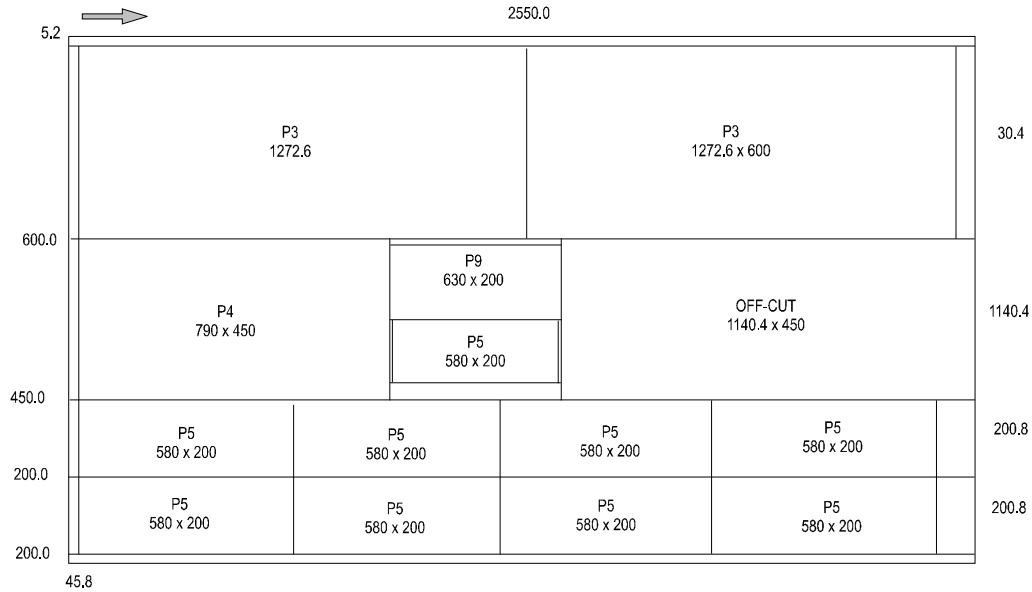 2550.0
5.2
P3
1272.6
P3
1272.6 x 600
30.4
600.0
P9
630 x 200
P4
790 x 450
OFF-CUT
1140.4 x 450
1140.4
P5
580 x 200
450.0
P5
580 x 200
P5
580 x 200
P5
580 x 200
P5
580 x 200
200.8
200.0
P5
580 x 200
P5
580 x 200
P5
580 x 200
P5
580 x 200
200.8
200.0
45.8